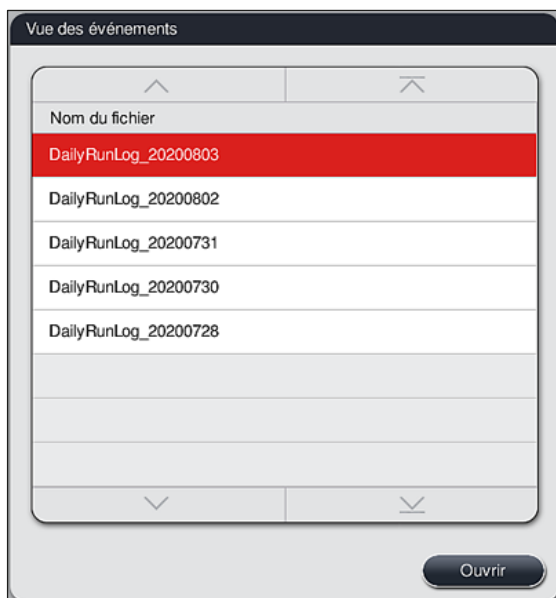 Vue des événements
Nom du fichier
DailyRunLog_20200803
DailyRunLog_20200802
DailyRunLog_20200731
DailyRunLog_20200730
DailyRunLog_20200728
Ouvrir